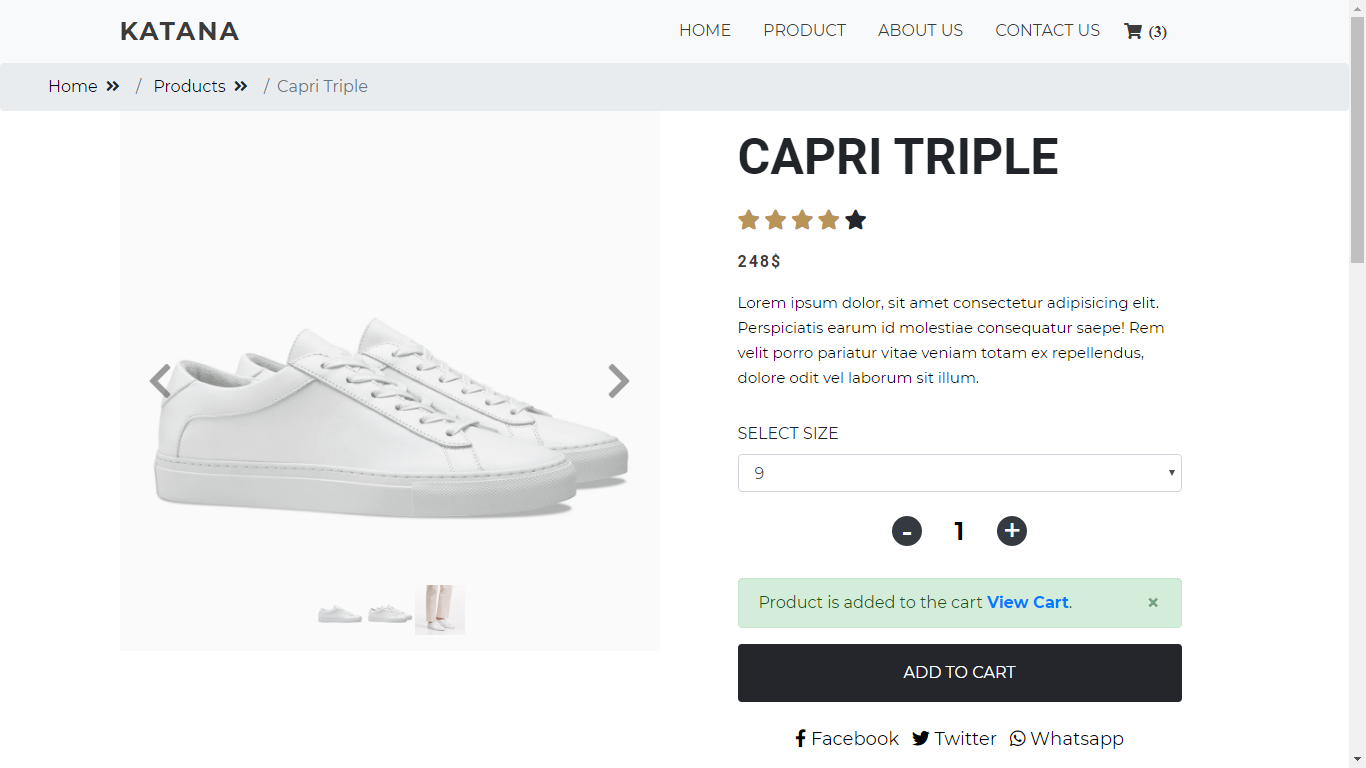 KATANA
HOME PRODUCT ABOUT US CONTACT US (3)
Home » / Products » / Capri Triple
CAPRI TRIPLE
248$
Lorem ipsum dolor, sit amet consectetur adipisicing elit.
Perspiciatis earum id molestiae consequatur saepe! Rem
velit porro pariatur vitae veniam totam ex repellendus,
dolore odit vel laborum sit illum.
SELECT SIZE
9
- 1 +
Product is added to the cart View Cart. ×
ADD TO CART
Facebook Twitter Whatsapp